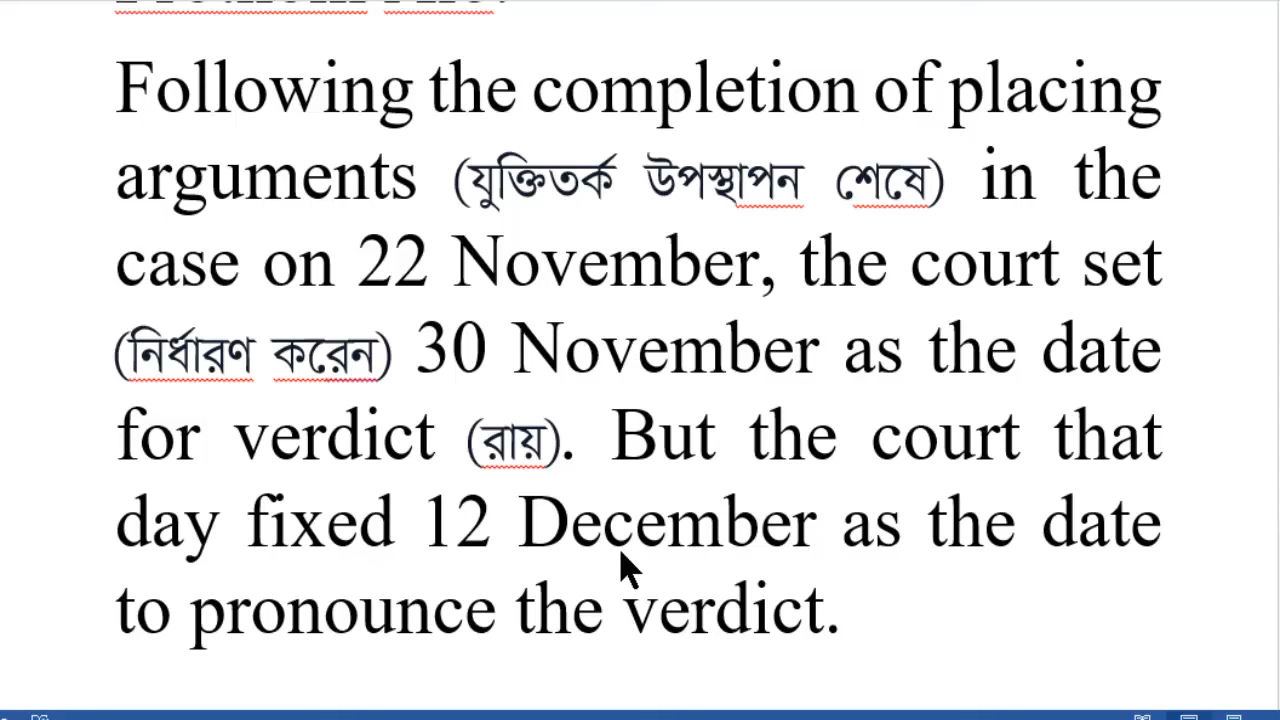 Following the completion of placing
arguments (যুক্তিতর্ক উপস্থাপন শেষে) in the
case on 22 November, the court set
(নির্ধারণ করেন) 30 November as the date
for verdict (রায়). But the court that
day fixed 12 December as the date
to pronounce the verdict.